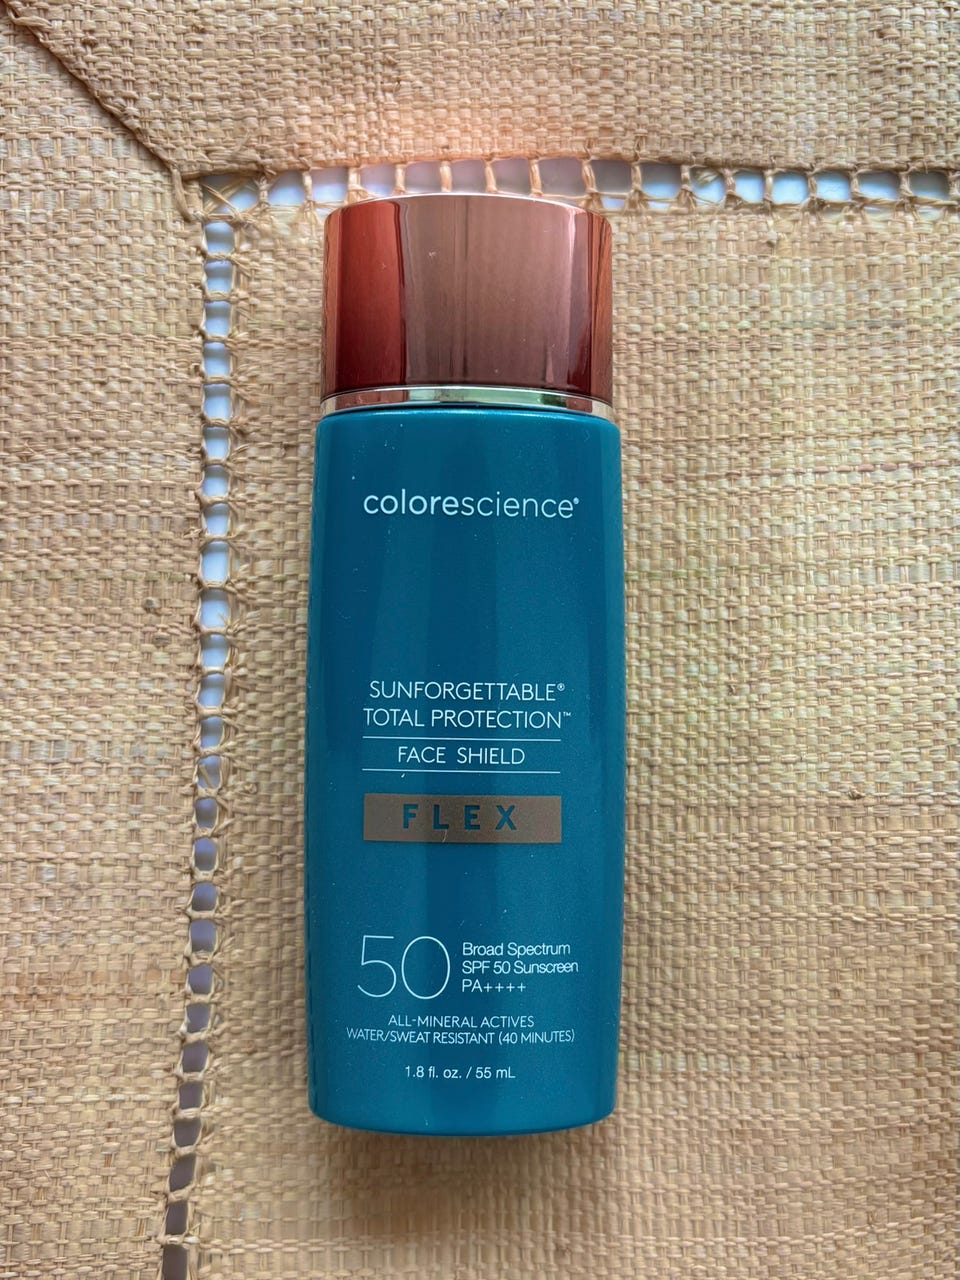 colorescience®
SUNFORGETTABLE®
TOTAL PROTECTION™
FACE SHIELD
FLEX
50
Broad Spectrum
SPF 50 Sunscreen
PA++++
ALL-MINERAL ACTIVES
WATER/SWEAT RESISTANT (40 MINUTES)
1.8 fl. oz. / 55 mL